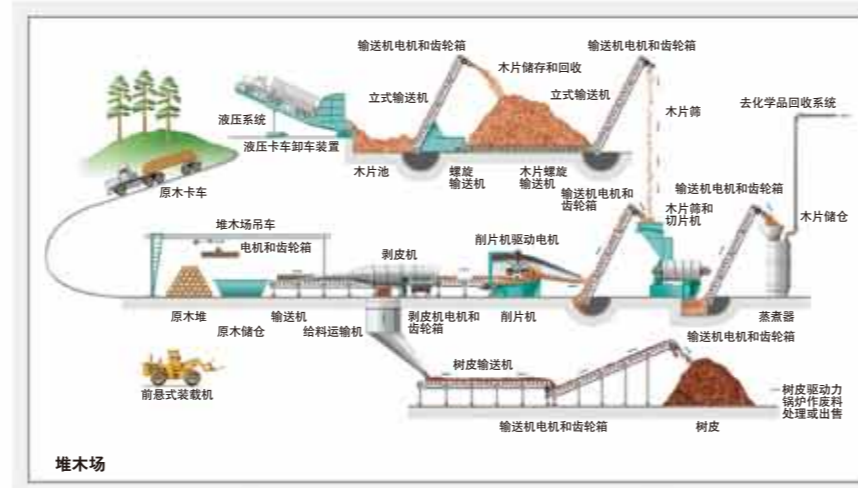 输送机电机和齿轮箱
输送机电机和齿轮箱
木片储存和回收
立式输送机
立式输送机
木片筛
去化学品回收系统
液压系统
液压卡车卸车装置
木片池
螺旋
输送机
木片螺旋
输送机
输送机电机和
齿轮箱
输送机电机和齿轮箱
原木卡车
木片筛和
切片机
木片储仓
堆木场吊车
电机和齿轮箱
剥皮机
削片机驱动电机
原木堆
原木储仓
输送机
给料运输机
剥皮机电机和
齿轮箱
削片机
蒸煮器
输送机电机和齿轮箱
树皮输送机
前悬式装载机
树皮驱动力
锅炉作废料
处理或出售
输送机电机和齿轮箱
树皮
堆木场